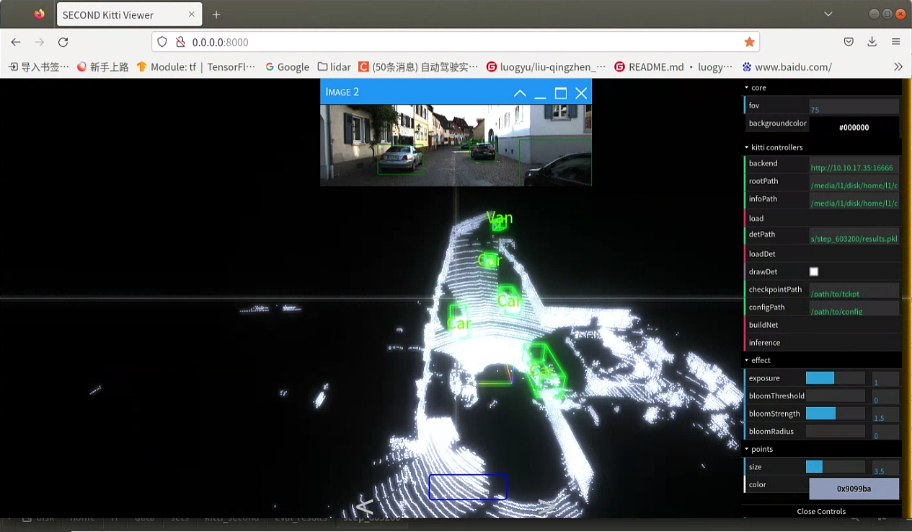 SECOND Kitti Viewer
0.0.0.0:8000
导入书签…
新手上路
Module: tf | TensorFl…
Google
lidar
(50条消息) 自动驾驶实…
luogyu/liu-qingzhen_…
README.md · luogy…
www.baidu.com/
IMAGE 2
Van
Car
Car
Car
core
fov
75
backgroundcolor
#000000
kitti controllers
backend
http://10.10.17.35:16666
rootPath
/media/l1/disk/home/l1/c
infoPath
/media/l1/disk/home/l1/c
load
detPath
s/step_603200/results.pkl
loadDet
drawDet
checkpointPath
/path/to/tckpt
configPath
/path/to/config
buildNet
inference
effect
exposure
1
bloomThreshold
0
bloomStrength
1.5
bloomRadius
0
points
size
3.5
color
0x9099ba
Close Controls